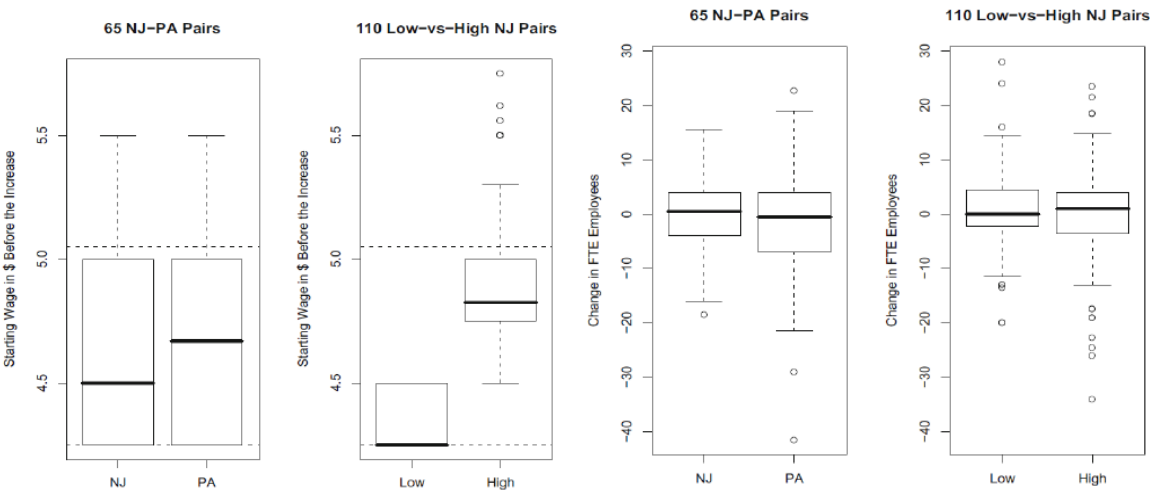 65 NJ−PA Pairs
Starting Wage in $ Before the Increase
5.5
5.0
4.5
NJ PA
110 Low−vs−High NJ Pairs
Starting Wage in $ Before the Increase
5.5
5.0
4.5
Low High
65 NJ−PA Pairs
Change in FTE Employees
30
20
10
0
−10
−20
−30
−40
NJ PA
110 Low−vs−High NJ Pairs
Change in FTE Employees
30
20
10
0
−10
−20
−30
−40
Low High